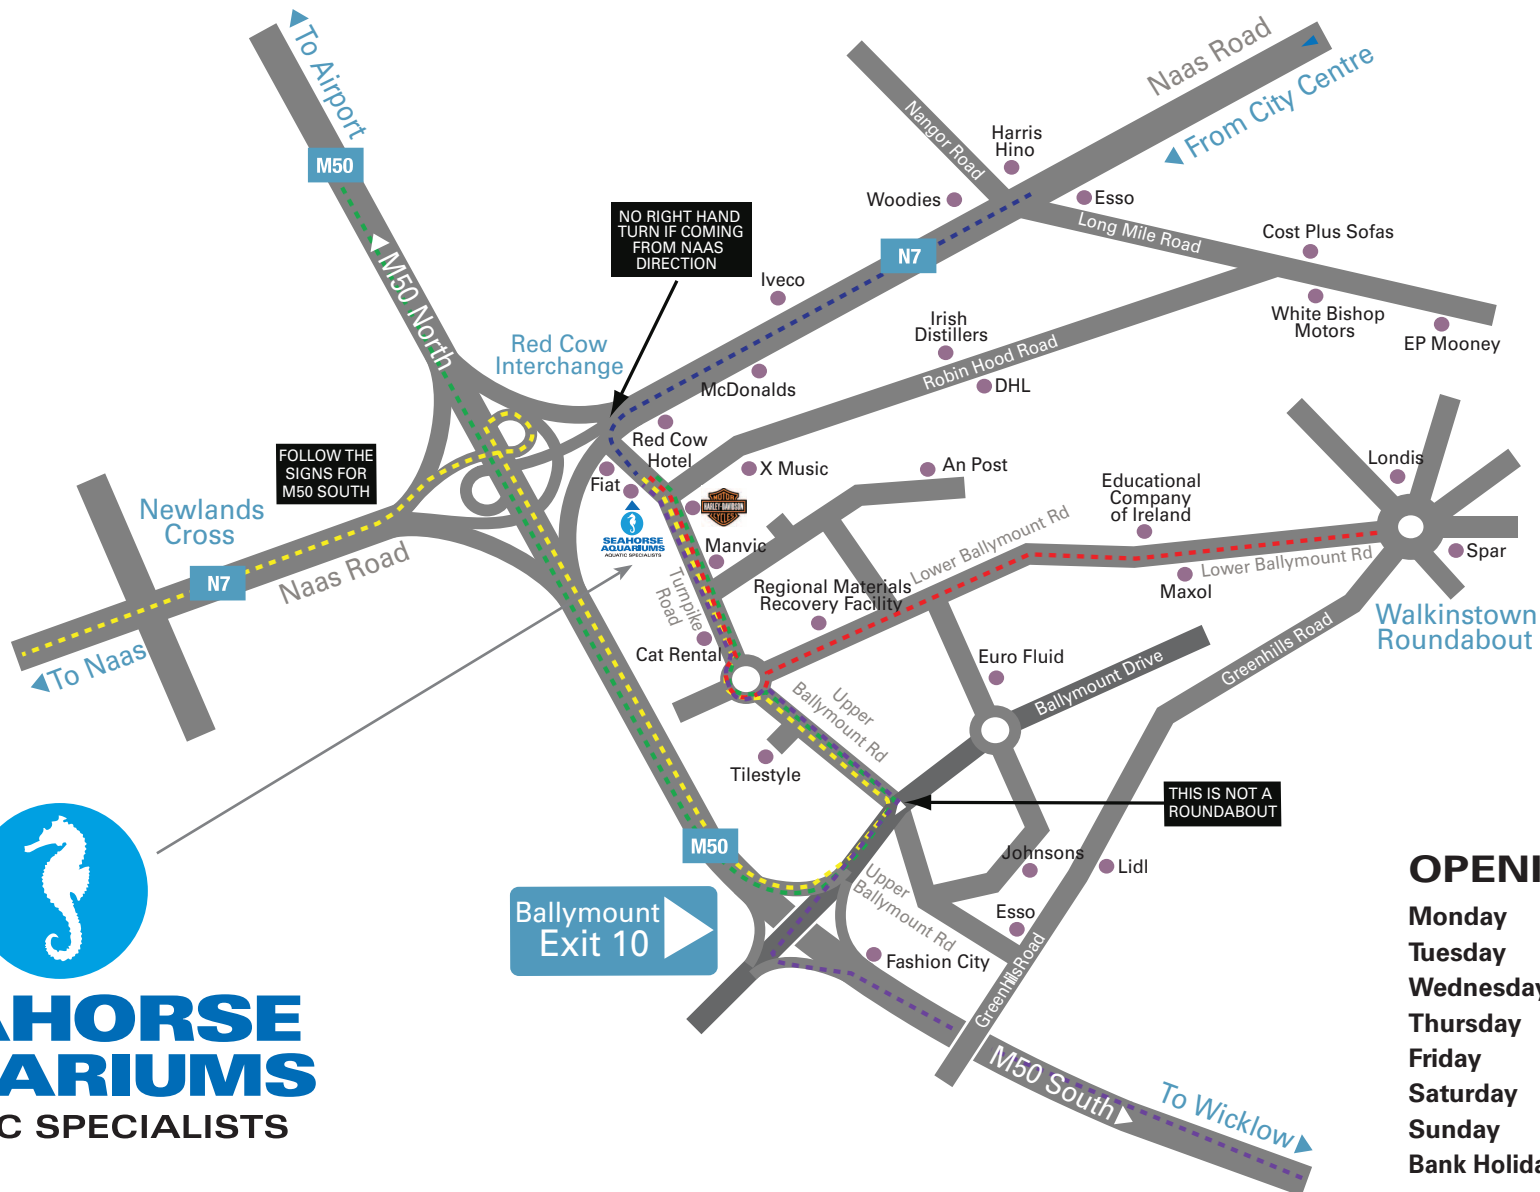 To Airport
M50
M50 North
Naas Road
From City Centre
Nangor Road
Harris
Hino
Woodies
Esso
Long Mile Road
Cost Plus Sofas
White Bishop
Motors
EP Mooney
N7
NO RIGHT HAND
TURN IF COMING
FROM NAAS
DIRECTION
Iveco
Irish
Distillers
Robin Hood Road
DHL
Red Cow
Interchange
McDonalds
Red Cow
Hotel
X Music
An Post
Fiat
MOTOR
HARLEY-DAVIDSON
CYCLES
SEAHORSE
AQUARIUMS
AQUATIC SPECIALISTS
Manvic
FOLLOW THE
SIGNS FOR
M50 SOUTH
Newlands
Cross
N7
Naas Road
To Naas
Turnpike
Road
Regional Materials
Recovery Facility
Lower Ballymount Rd
Educational
Company
of Ireland
Londis
Lower Ballymount Rd
Maxol
Spar
Walkinstown
Roundabout
Cat Rental
Euro Fluid
Ballymount Drive
Greenhills Road
Upper
Ballymount Rd
Tilestyle
THIS IS NOT A
ROUNDABOUT
M50
Johnsons
Lidl
Upper
Ballymount Rd
Esso
Ballymount
Exit 10
Fashion City
Greenhills Road
M50 South
To Wicklow
AHORSE
ARIUMS
C SPECIALISTS
OPENI
Monday
Tuesday
Wednesday
Thursday
Friday
Saturday
Sunday
Bank Holida